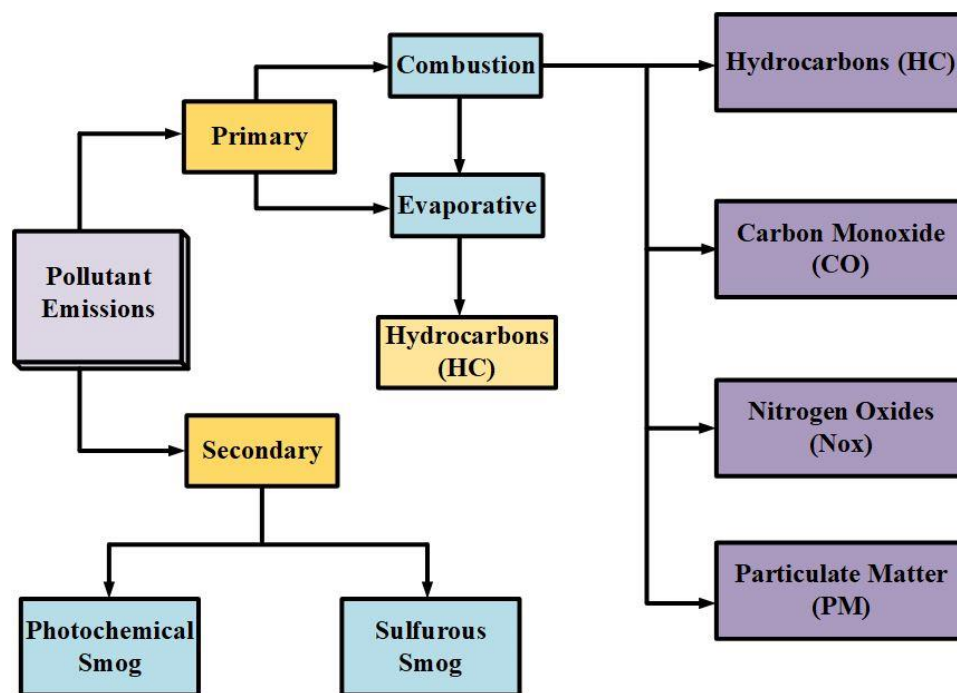 Combustion
Hydrocarbons (HC)
Primary
Evaporative
Carbon Monoxide
(CO)
Pollutant
Emissions
Hydrocarbons
(HC)
Nitrogen Oxides
(Nox)
Secondary
Particulate Matter
(PM)
Photochemical
Smog
Sulfurous
Smog